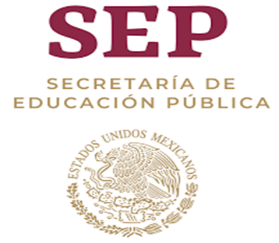 SEP
SECRETARÍA DE
EDUCACIÓN PÚBLICA
ESTADOS UNIDOS MEXICANOS